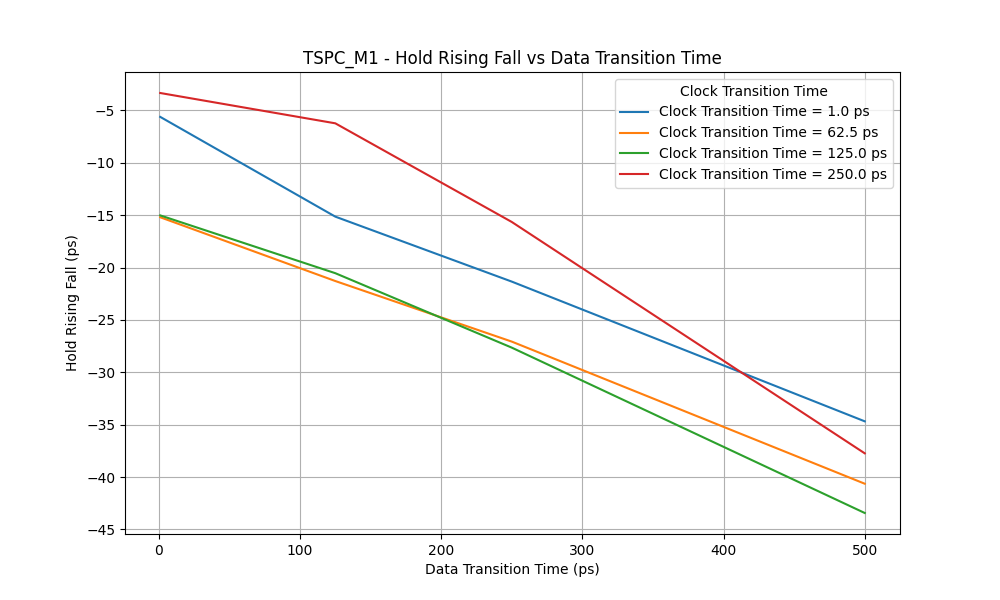 TSPC_M1 - Hold Rising Fall vs Data Transition Time
Clock Transition Time
Clock Transition Time = 1.0 ps
Clock Transition Time = 62.5 ps
Clock Transition Time = 125.0 ps
Clock Transition Time = 250.0 ps
Hold Rising Fall (ps)
−5
−10
−15
−20
−25
−30
−35
−40
−45
0 100 200 300 400 500
Data Transition Time (ps)